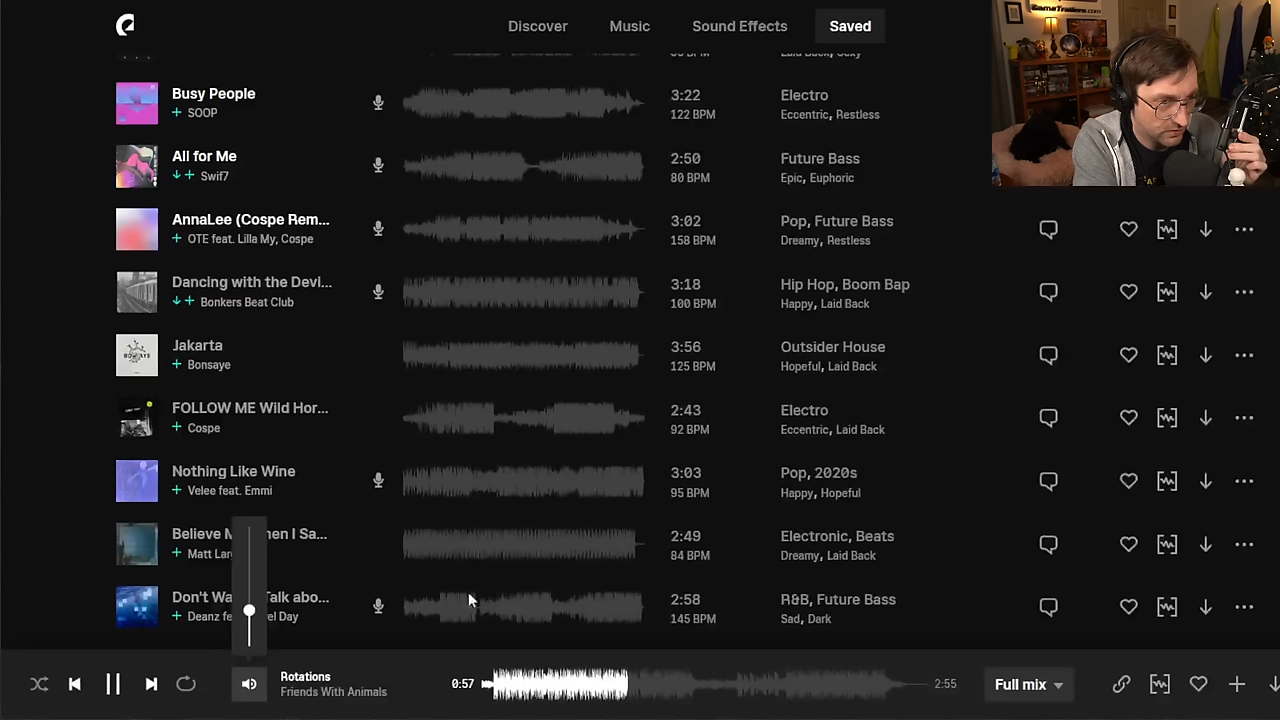 Discover Music Sound Effects Saved
GameTrailers.com
Busy People
SOOP
3:22
122 BPM
Electro
Eccentric, Restless
All for Me
Swif7
2:50
80 BPM
Future Bass
Epic, Euphoric
AnnaLee (Cospe Rem...
OTE feat. Lilla My, Cospe
3:02
158 BPM
Pop, Future Bass
Dreamy, Restless
Dancing with the Devi...
Bonkers Beat Club
3:18
100 BPM
Hip Hop, Boom Bap
Happy, Laid Back
Jakarta
Bonsaye
3:56
125 BPM
Outsider House
Hopeful, Laid Back
FOLLOW ME Wild Hor...
Cospe
2:43
92 BPM
Electro
Eccentric, Laid Back
Nothing Like Wine
Velee feat. Emmi
3:03
95 BPM
Pop, 2020s
Happy, Hopeful
Believe M hen I Sa...
Matt Lar
2:49
84 BPM
Electronic, Beats
Dreamy, Laid Back
Don't Wa Talk abo...
Deanz fe el Day
2:58
145 BPM
R&B, Future Bass
Sad, Dark
Rotations
Friends With Animals
0:57
2:55
Full mix